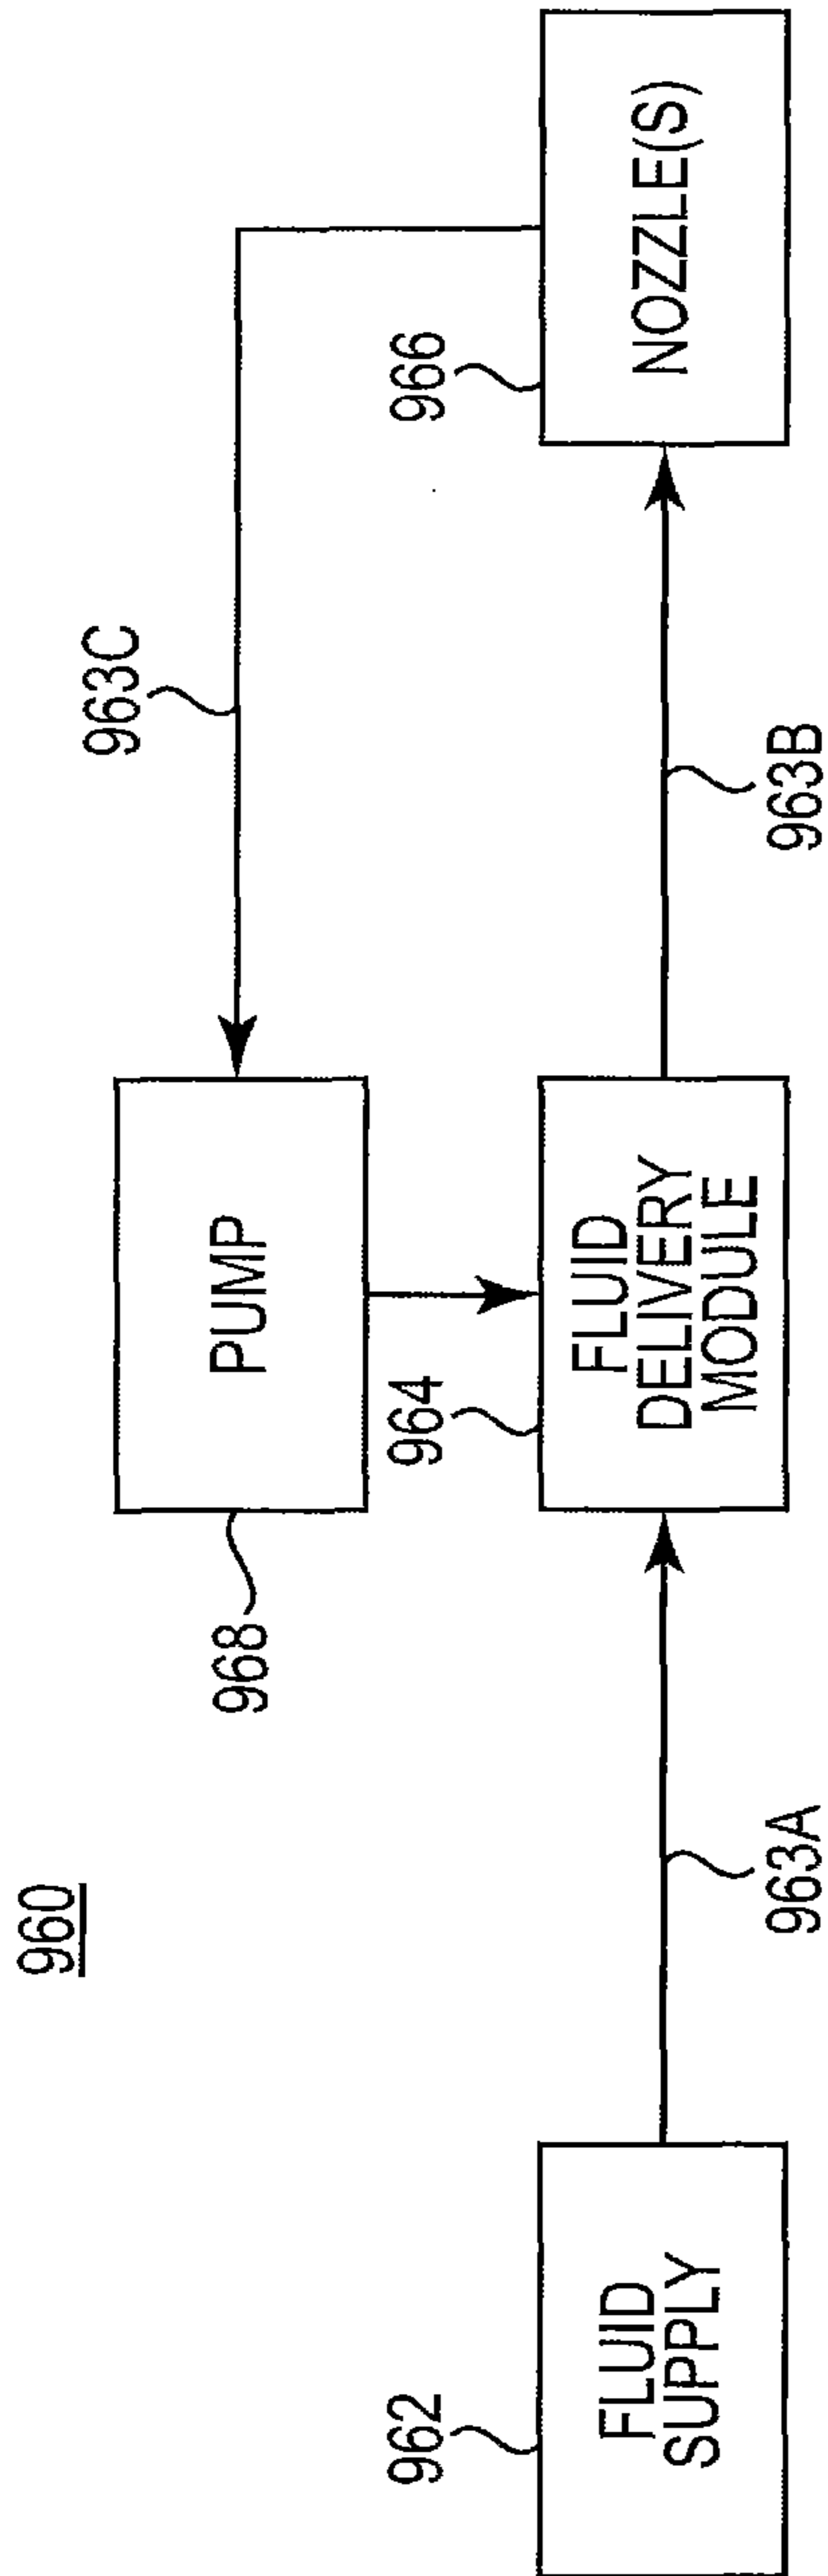 960
963C
968
PUMP
964
966
962
FLUID
SUPPLY
FLUID
DELIVERY
MODULE
NOZZLE(S)
963A
963B